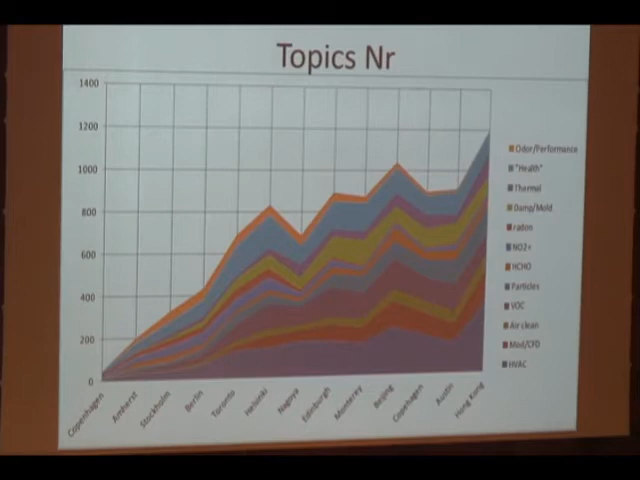 Topics Nr
1400
1200
1000
800
600
400
200
0
Copenhagen
Amherst
Stockholm
Berlin
Toronto
Helsinki
Nagoya
Edinburgh
Monterey
Beijing
Copenhagen
Austin
Hong Kong
Odor/Performance
"Health"
Thermal
Damp/Mold
radon
NO2+
HCHO
Particles
VOC
Air clean
Mod/CFD
HVAC